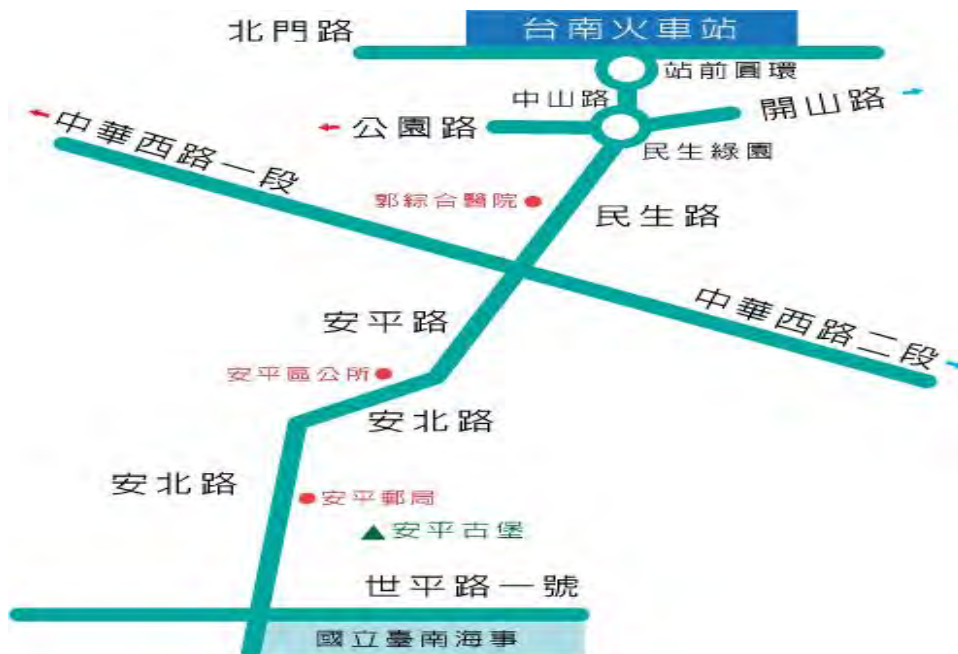 台南火車站
北門路
站前圓環
中山路
開山路
公園路
民生綠園
中華西路一段
郭綜合醫院
民生路
中華西路二段
安平路
安平區公所
安北路
安北路
安平郵局
安平古堡
世平路一號
國立臺南海事